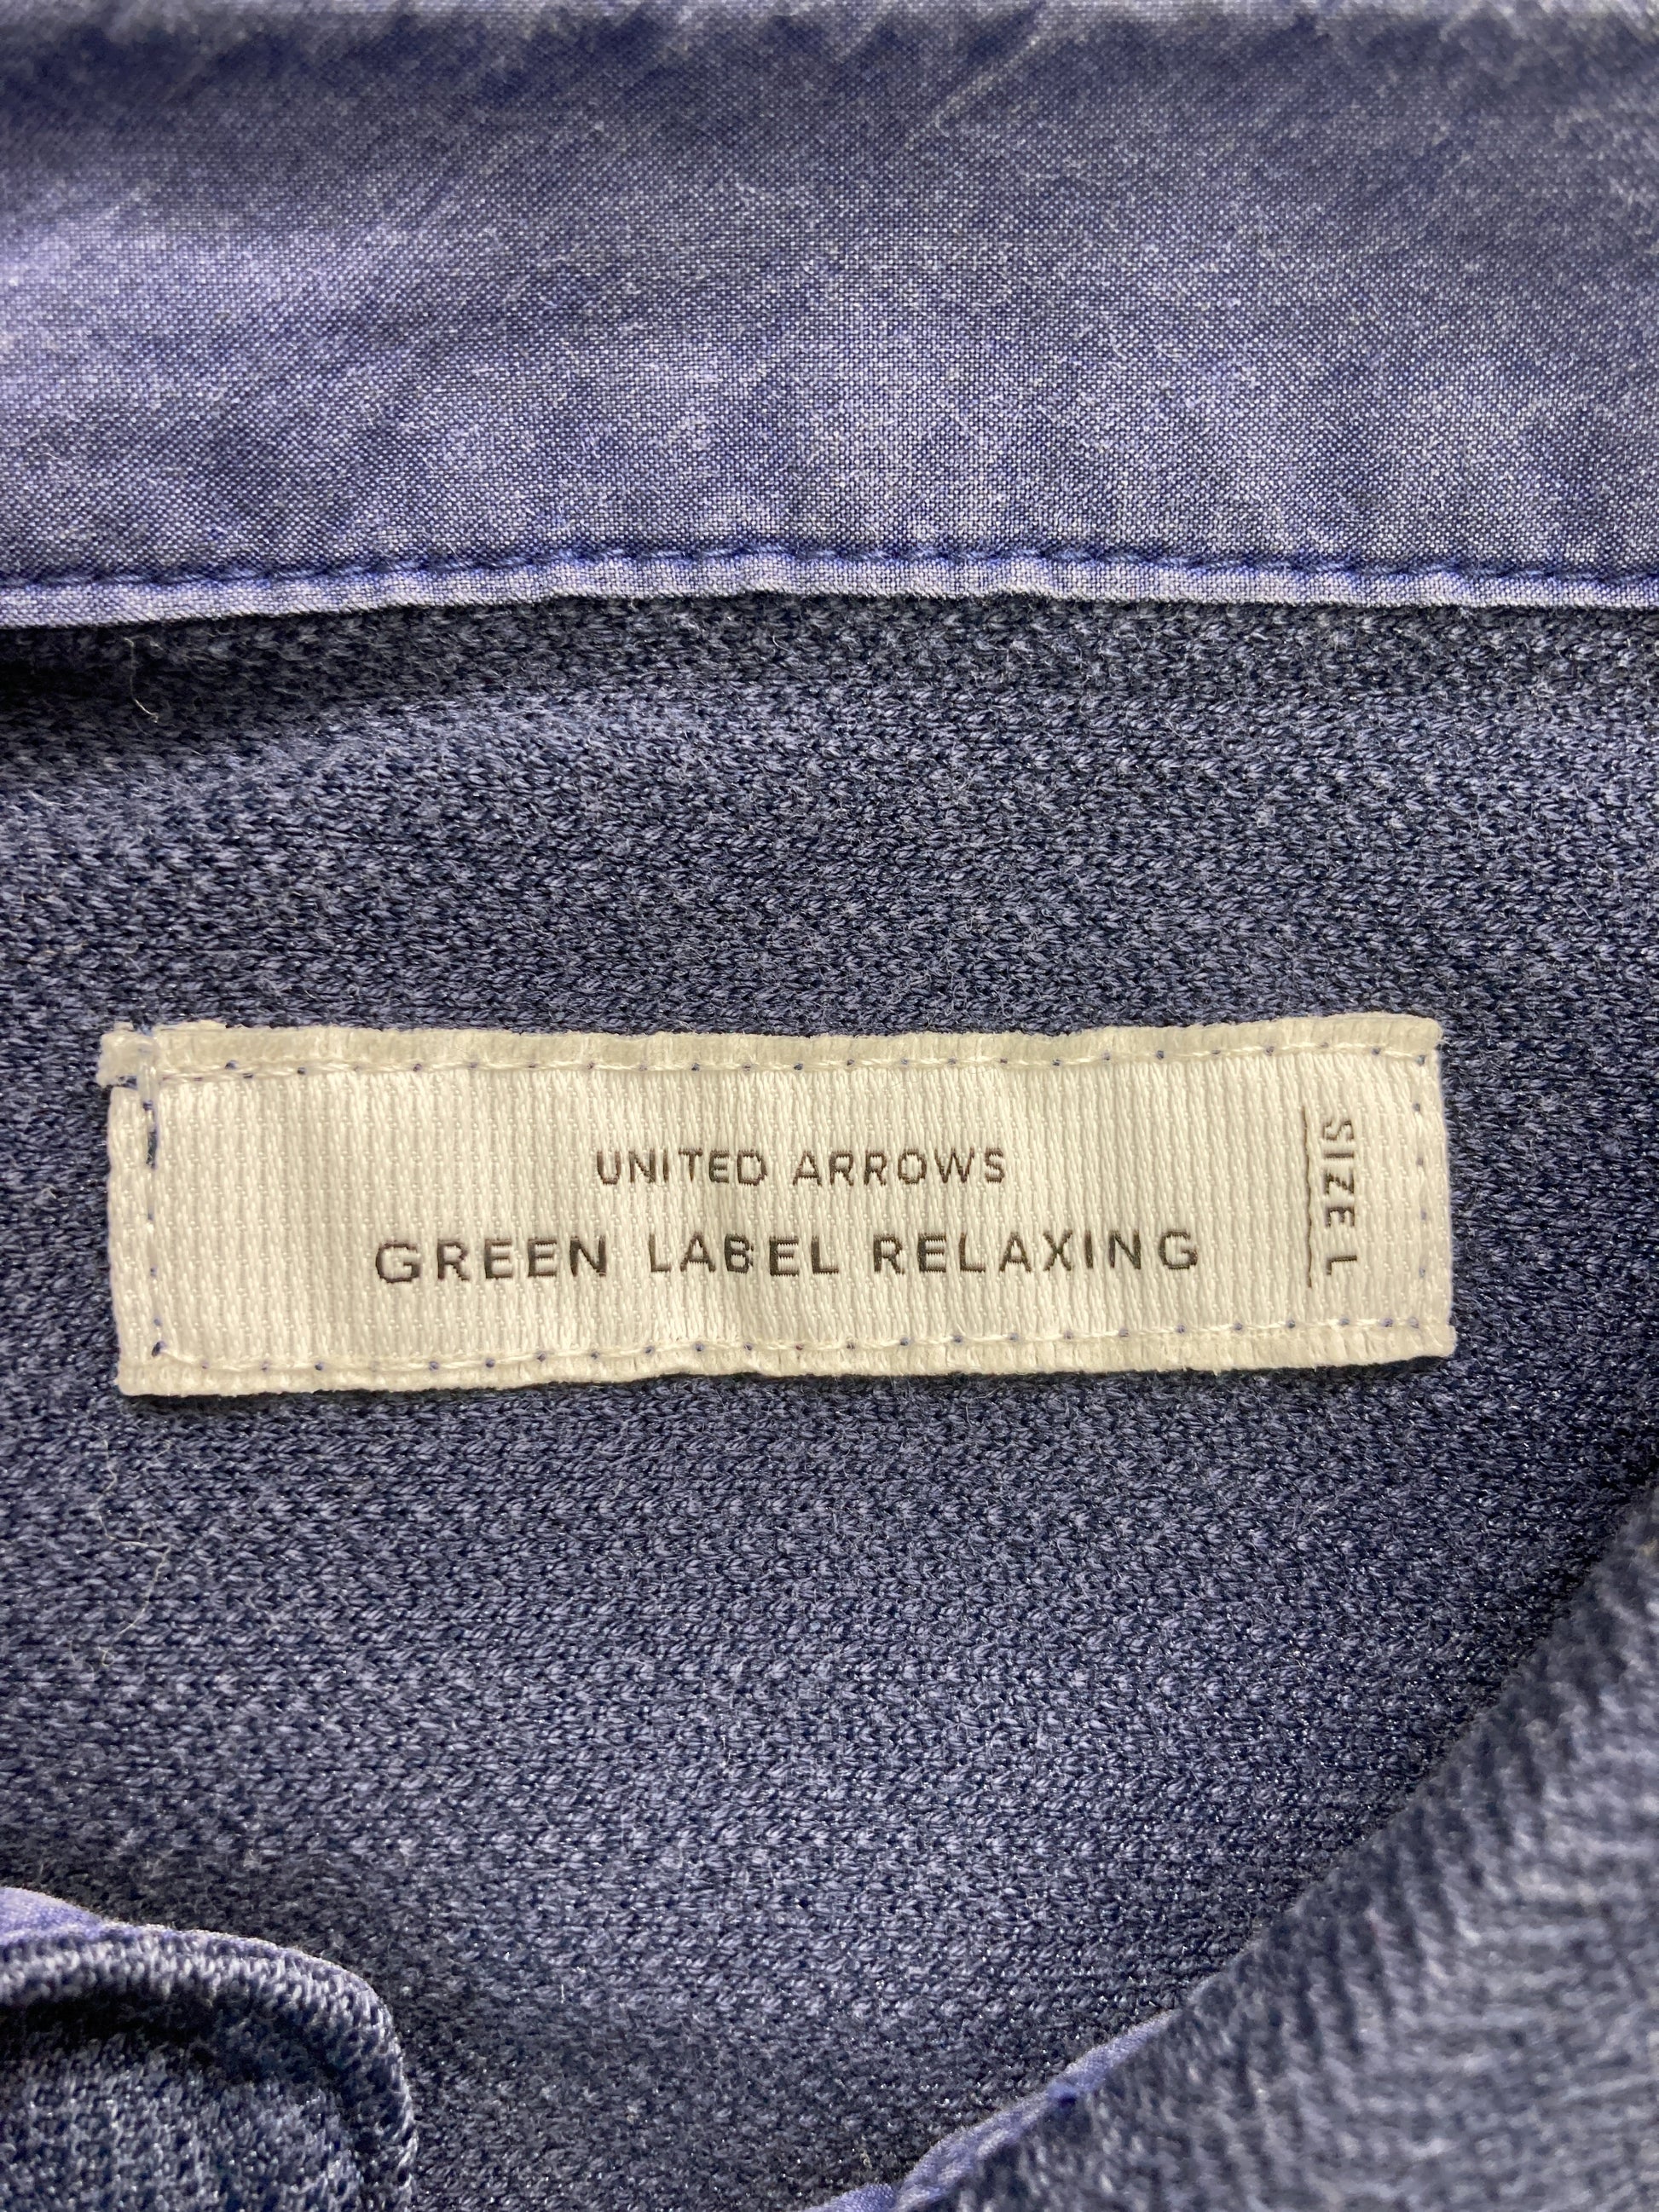 UNITED ARROWS
GREEN LABEL RELAXING
SIZE L